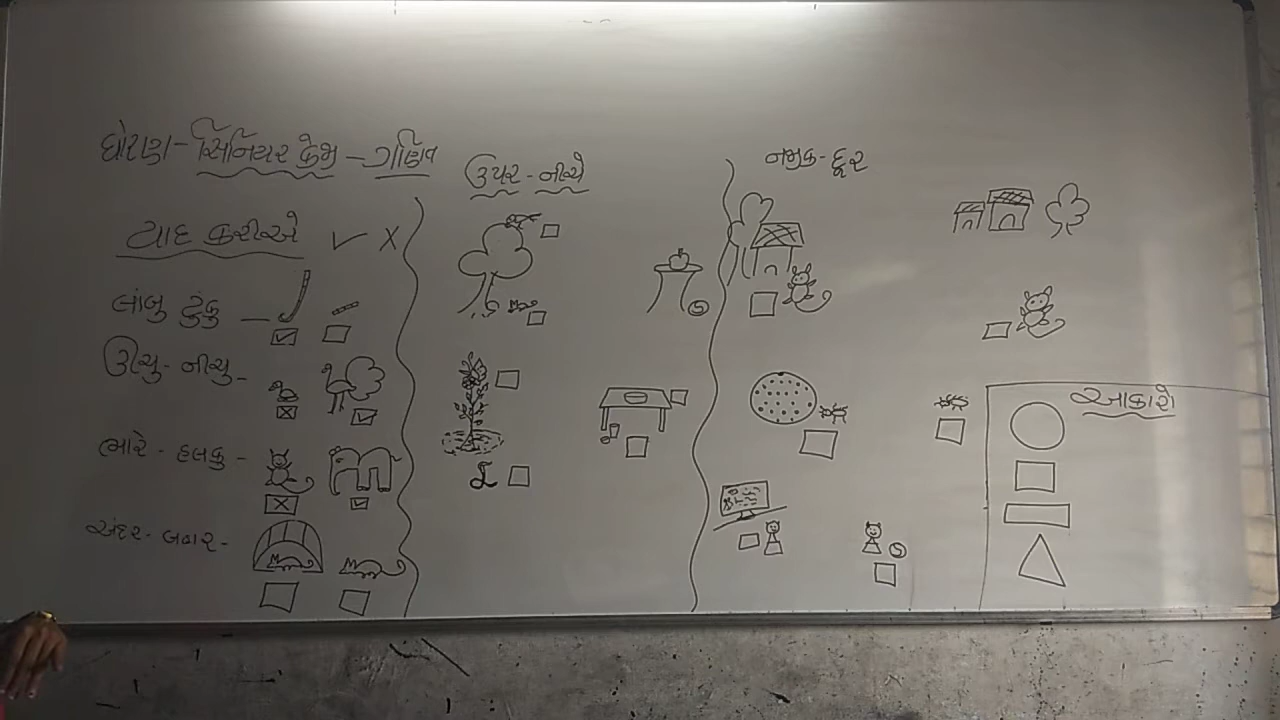 ધોરણ - સિનિયર કેજી - ગણિત
યાદ કરીએ ✓ X
લાંબુ ટુંકુ -
ઊંચુ - નીચુ -
ભારે - હલકુ -
અંદર - બહાર -
ઉપર - નીચે
નજીક - દૂર
આકારો